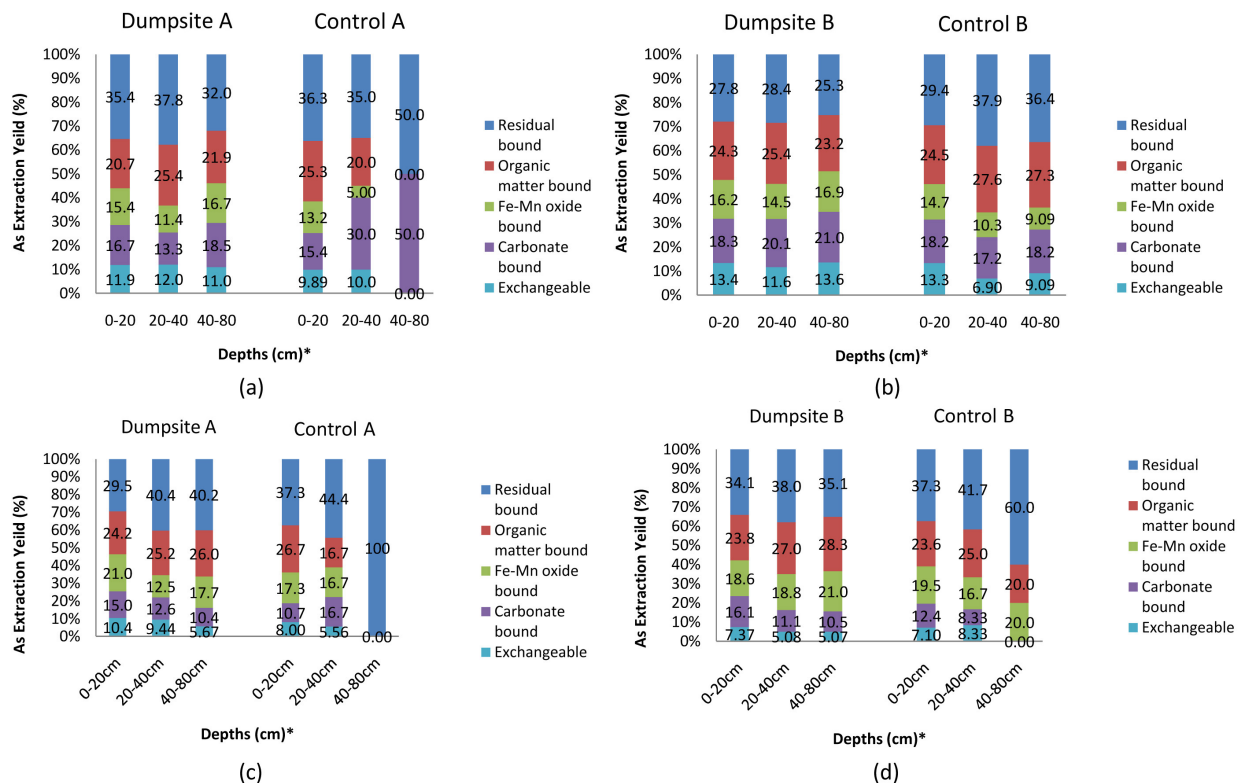 Dumpsite A
Control A
As Extraction Yeild (%)
100%
90%
80%
70%
60%
50%
40%
30%
20%
10%
0%
35.4 37.8 32.0 36.3 35.0 50.0
20.7 25.4 21.9 25.3 20.0 0.00
15.4 11.4 16.7 13.2 5.00
16.7 13.3 18.5 15.4 30.0 50.0
11.9 12.0 11.0 9.89 10.0 0.00
0-20 20-40 40-80 0-20 20-40 40-80
Depths (cm)*
Residual
bound
Organic
matter bound
Fe-Mn oxide
bound
Carbonate
bound
Exchangeable
(a)
Dumpsite B
Control B
As Extraction Yeild (%)
100%
90%
80%
70%
60%
50%
40%
30%
20%
10%
0%
27.8 28.4 25.3 29.4 37.9 36.4
24.3 25.4 23.2 24.5 27.6 27.3
16.2 14.5 16.9 14.7 10.3 9.09
18.3 20.1 21.0 18.2 17.2 18.2
13.4 11.6 13.6 13.3 6.90 9.09
0-20 20-40 40-80 0-20 20-40 40-80
Depths (cm)*
Residual
bound
Organic
matter bound
Fe-Mn oxide
bound
Carbonate
bound
Exchangeable
(b)
Dumpsite A
Control A
As Extraction Yeild (%)
100%
90%
80%
70%
60%
50%
40%
30%
20%
10%
0%
29.5 40.4 40.2 37.3 44.4 100
24.2 25.2 26.0 26.7 16.7
21.0 12.5 17.7 17.3 16.7
15.0 12.6 10.4 10.7 16.7
10.4 9.44 5.67 8.00 5.56 0.00
0-20cm 20-40cm 40-80cm 0-20cm 20-40cm 40-80cm
Depths (cm)*
Residual
bound
Organic
matter bound
Fe-Mn oxide
bound
Carbonate
bound
Exchangeable
(c)
Dumpsite B
Control B
As Extraction Yeild (%)
100%
90%
80%
70%
60%
50%
40%
30%
20%
10%
0%
34.1 38.0 35.1 37.3 41.7 60.0
23.8 27.0 28.3 23.6 25.0 20.0
18.6 18.8 21.0 19.5 16.7 20.0
16.1 11.1 10.5 12.4 8.33
7.37 5.08 5.07 7.10 8.33 0.00
0-20cm 20-40cm 40-80cm 0-20cm 20-40cm 40-80cm
Depths (cm)*
Residual
bound
Organic
matter bound
Fe-Mn oxide
bound
Carbonate
bound
Exchangeable
(d)